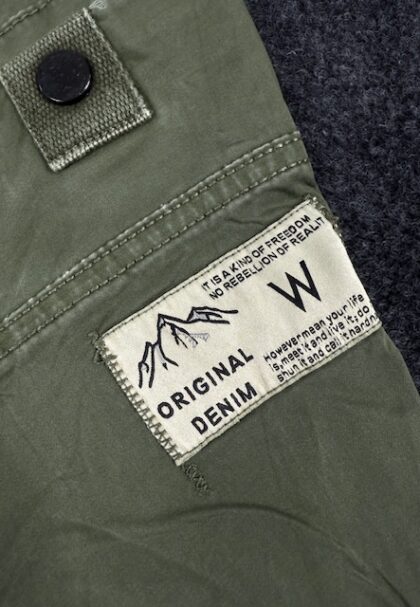 IT IS A KIND OF FREEDOM
NO REBELLION OF REALIT
W
ORIGINAL
DENIM
However mean your life
is, meet it and live it, do
shun it and call it hardn